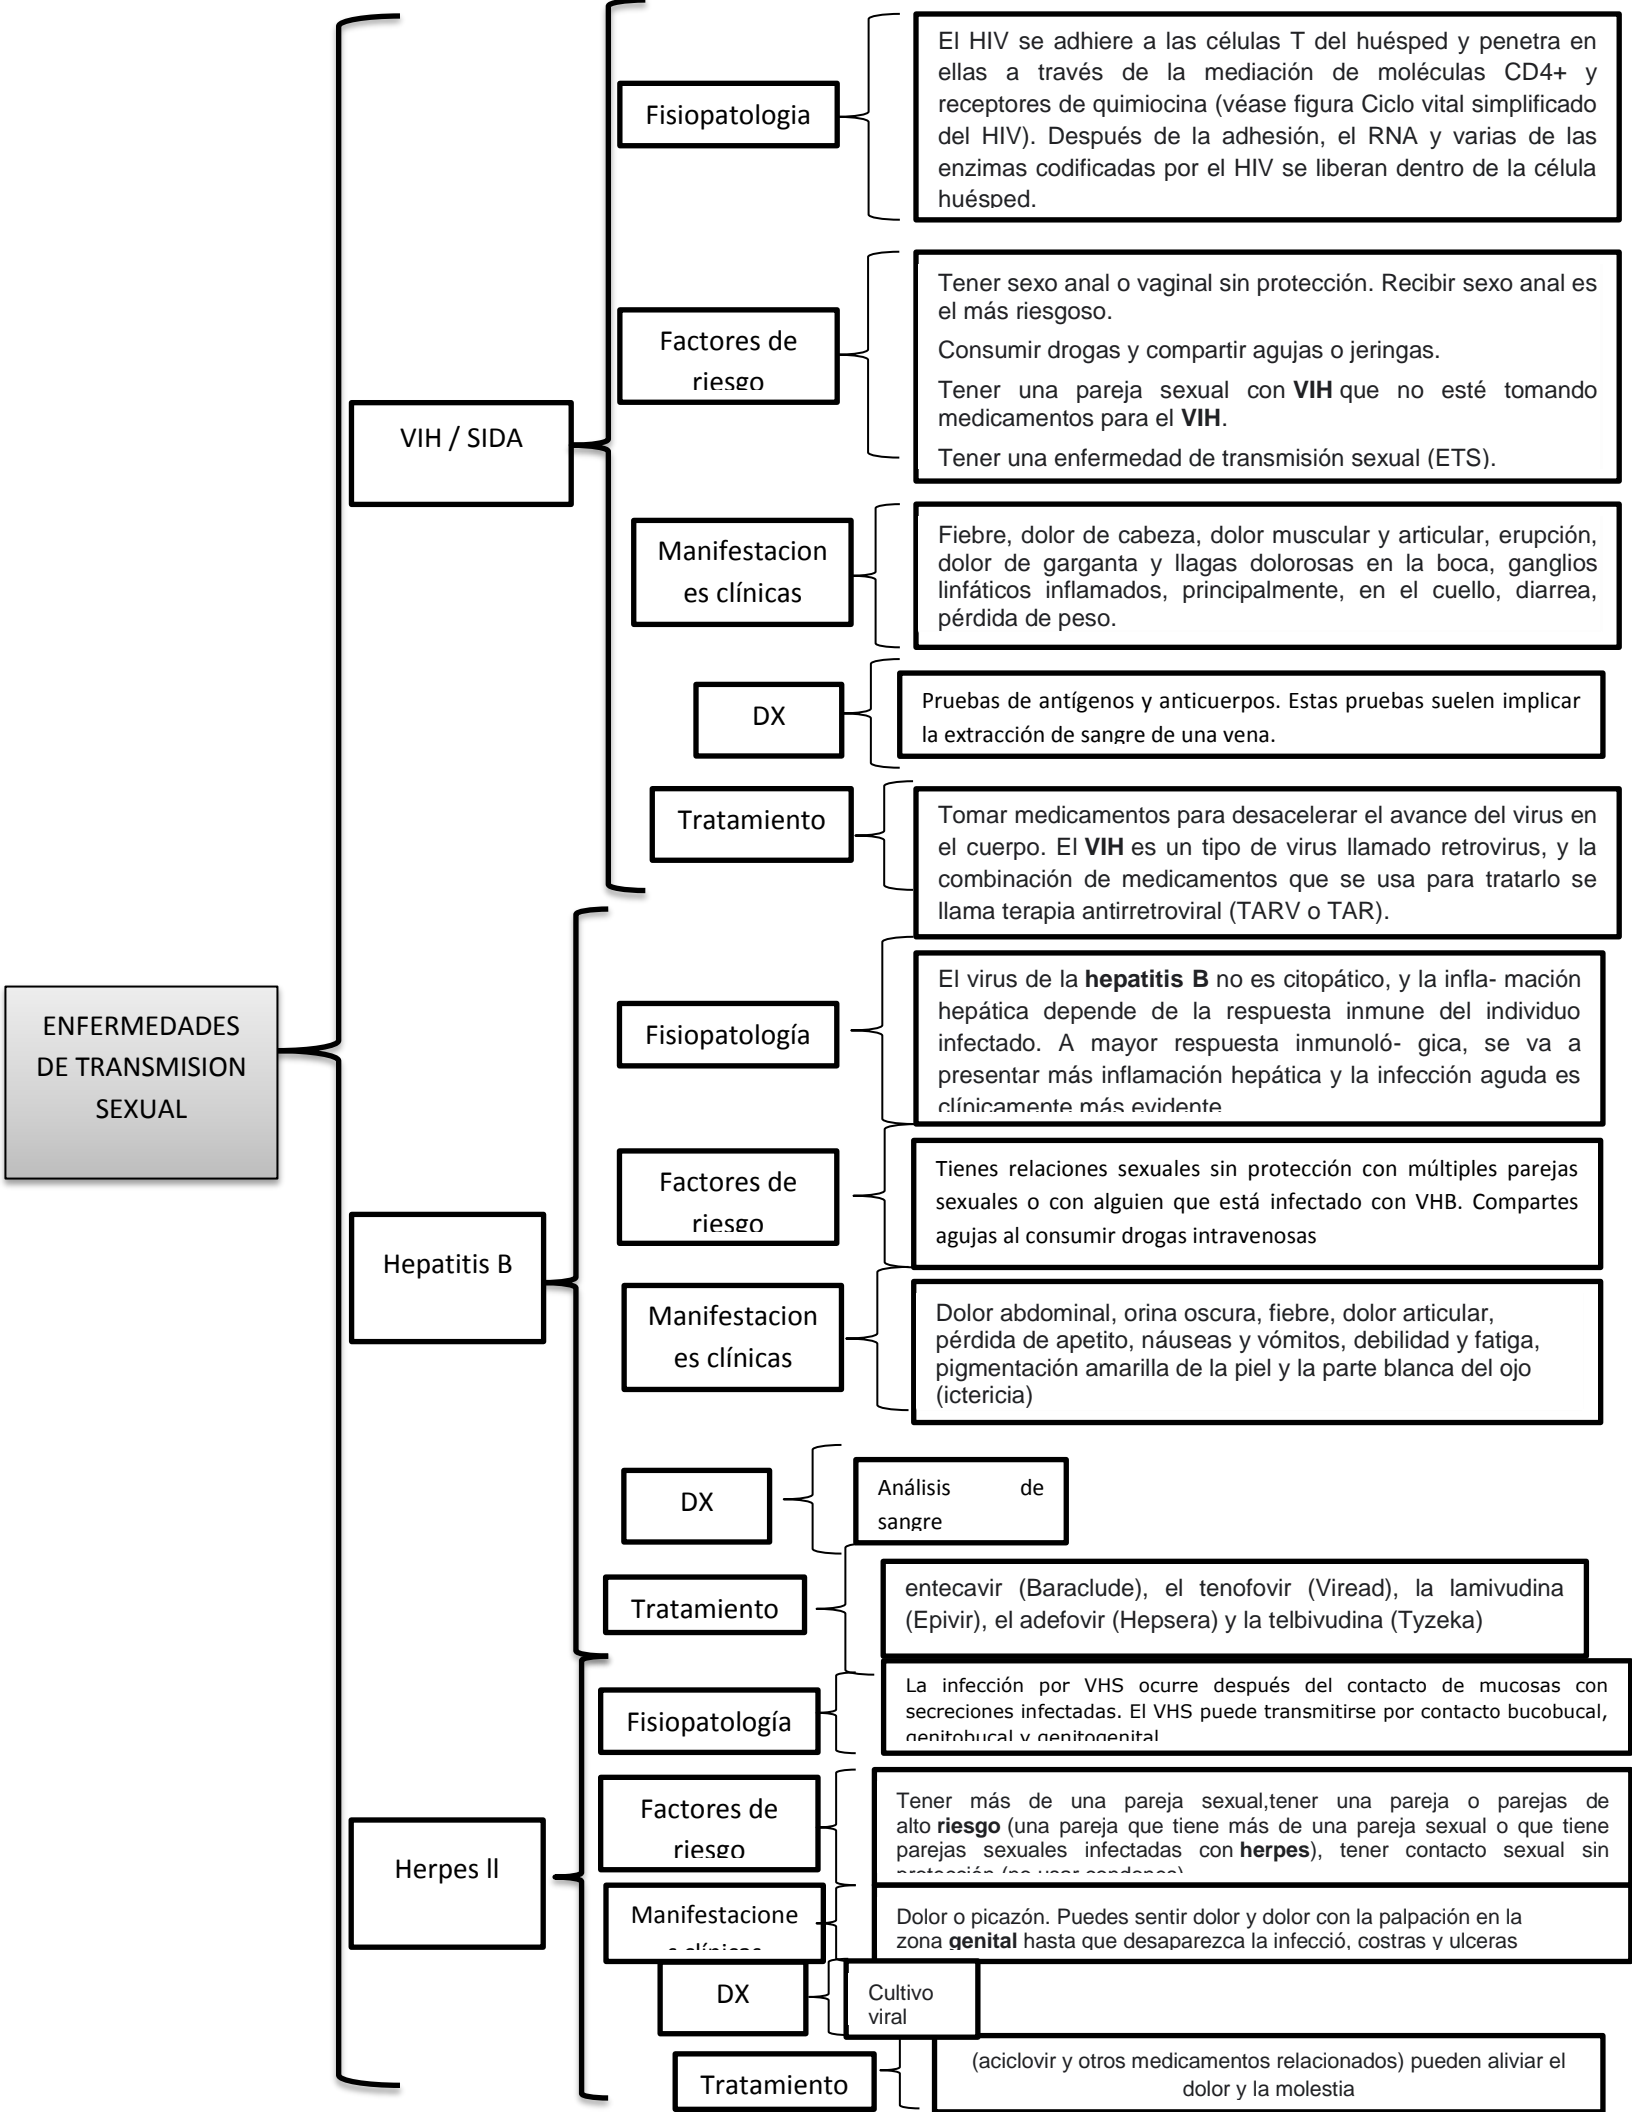 ENFERMEDADES
DE TRANSMISION
SEXUAL
VIH / SIDA
Fisiopatologia
El HIV se adhiere a las células T del huésped y penetra en
ellas a través de la mediación de moléculas CD4+ y
receptores de quimiocina (véase figura Ciclo vital simplificado
del HIV). Después de la adhesión, el RNA y varias de las
enzimas codificadas por el HIV se liberan dentro de la célula
huésped.
Factores de
riesgo
Tener sexo anal o vaginal sin protección. Recibir sexo anal es
el más riesgoso.
Consumir drogas y compartir agujas o jeringas.
Tener una pareja sexual con VIH que no esté tomando
medicamentos para el VIH.
Tener una enfermedad de transmisión sexual (ETS).
Manifestacion
es clínicas
Fiebre, dolor de cabeza, dolor muscular y articular, erupción,
dolor de garganta y llagas dolorosas en la boca, ganglios
linfáticos inflamados, principalmente, en el cuello, diarrea,
pérdida de peso.
DX
Pruebas de antígenos y anticuerpos. Estas pruebas suelen implicar
la extracción de sangre de una vena.
Tratamiento
Tomar medicamentos para desacelerar el avance del virus en
el cuerpo. El VIH es un tipo de virus llamado retrovirus, y la
combinación de medicamentos que se usa para tratarlo se
llama terapia antirretroviral (TARV o TAR).
Hepatitis B
Fisiopatología
El virus de la hepatitis B no es citopático, y la infla- mación
hepática depende de la respuesta inmune del individuo
infectado. A mayor respuesta inmunoló- gica, se va a
presentar más inflamación hepática y la infección aguda es
clínicamente más evidente
Factores de
riesgo
Tienes relaciones sexuales sin protección con múltiples parejas
sexuales o con alguien que está infectado con VHB. Compartes
agujas al consumir drogas intravenosas
Manifestacion
es clínicas
Dolor abdominal, orina oscura, fiebre, dolor articular,
pérdida de apetito, náuseas y vómitos, debilidad y fatiga,
pigmentación amarilla de la piel y la parte blanca del ojo
(ictericia)
DX
Análisis de
sangre
Tratamiento
entecavir (Baraclude), el tenofovir (Viread), la lamivudina
(Epivir), el adefovir (Hepsera) y la telbivudina (Tyzeka)
Herpes ll
Fisiopatología
La infección por VHS ocurre después del contacto de mucosas con
secreciones infectadas. El VHS puede transmitirse por contacto bucobucal,
genitobucal y genitogenital
Factores de
riesgo
Tener más de una pareja sexual,tener una pareja o parejas de
alto riesgo (una pareja que tiene más de una pareja sexual o que tiene
parejas sexuales infectadas con herpes), tener contacto sexual sin
protección (no usar condones)
Manifestacione
s clínicas
Dolor o picazón. Puedes sentir dolor y dolor con la palpación en la
zona genital hasta que desaparezca la infecció, costras y ulceras
DX
Cultivo
viral
Tratamiento
(aciclovir y otros medicamentos relacionados) pueden aliviar el
dolor y la molestia